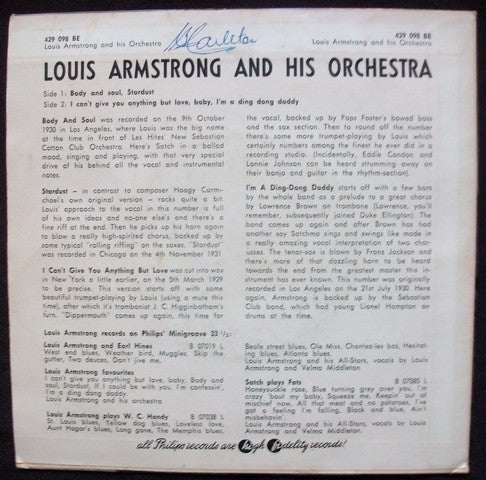 429 098 BE
Louis Armstrong and his Orchestra
Carleton
429 098 BE
Louis Armstrong and his Orchestra
LOUIS ARMSTRONG AND HIS ORCHESTRA
Side 1: Body and soul, Stardust
Side 2: I can't give you anything but love, baby, I'm a ding dong daddy
Body And Soul was recorded on the 9th October
1930 in Los Angeles, where Louis was the big name
at the time in front of Les Hites' New Sebastian
Cotton Club Orchestra. Here's Satch in a ballad
mood, singing and playing, with that very special
drive of his behind all the vocal and instrumental
notes.
Stardust – in contrast to composer Hoagy Carmi-
chael's own original version – rocks quite a bit.
Louis' approach to the vocal in this number is full
of his own ideas and no-one else's and there's a
fine riff at the end. Then he picks up his horn again
to blow a really high-spirited finish, backed up by
some typical "rolling riffing" on the saxes. "Stardust"
was recorded in Chicago on the 4th November 1931.
I Can't Give You Anything But Love was cut into wax
in New York a little earlier, on the 5th March 1929
to be precise. This version starts off with some
beautiful trumpet-playing by Louis (using a mute this
time), after which it's trombonist J. C. Higginbotham's
turn. "Dippermouth" comes up again, this time for
the vocal, backed up by Pops Foster's bowed bass
and the sax section. Then to round off the number
there's some more trumpet-playing by Louis which
certainly numbers among the finest he ever did in a
recording studio. (Incidentally, Eddie Condon and
Lonnie Johnson can be heard strumming away on
their banjo and guitar in the rhythm-section).
I'm A Ding-Dong Daddy starts off with a few bars
by the whole band as a prelude to a great chorus
by Lawrence Brown on trombone (Lawrence, you'll
remember, subsequently joined Duke Ellington). The
band comes up again and after Brown has had
another say Satchmo sings and swings like made in
a really amazing vocal interpretation of two chor-
usses. The tenor-sax is blown by Franz Jackson and
there's more of that dazzling horn to be heard
towards the end from the greatest master this in-
strument has ever known. This number was originally
recorded in Los Angeles on the 21st July 1930. Here
again, Armstrong is backed up by the Sebastian
Club band, which had young Lionel Hampton on
drums at the time.
Louis Armstrong records on Philips' Minigroove 33 1/3:
Louis Armstrong and Earl Hines B 07019 L
West end blues, Weather bird, Muggles, Skip the
gutter, Two deuces, Don't jive me,
Louis Armstrong favourites
I can't give you anything but love, baby, Body and
soul, Stardust, If I could be with you, I'm confessin',
I'm a ding dong daddy
Louis Armstrong and his orchestra
Louis Armstrong plays W. C. Handy B 07038 L
St. Louis blues, Yellow dog blues, Loveless love,
Aunt Hagar's blues, Long gone, The Memphis blues,
Beale street blues, Ole Miss, Chantez-les bas, Hesitat-
ing blues, Atlanta blues.
Louis Armstrong and his All-Stars, vocals by Louis
Armstrong and Velma Middleton
Satch plays Fats B 07085 L
Honeysuckle rose, Blue turning grey over you, I'm
crazy 'bout my baby, Squeeze me, Keepin' out of
mischief now, All that meat and no potatoes, I've
got a feeling I'm falling, Black and blue, Ain't
misbehavin'.
Louis Armstrong and his All-Stars, vocals by Louis
Armstrong and Velma Middleton.
all Philips records are high fidelity records!